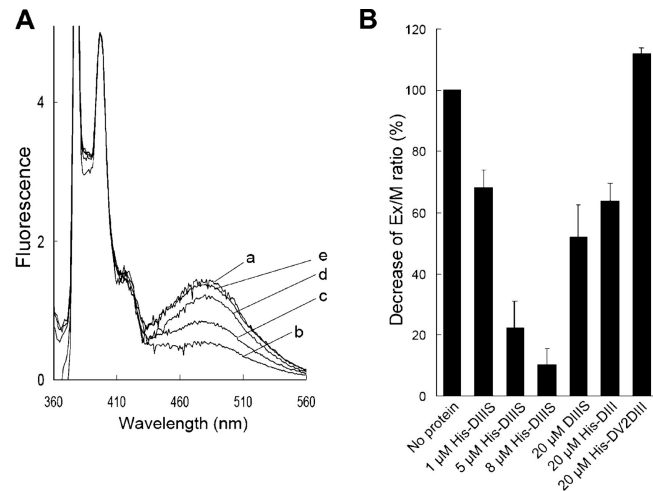 A
Fluorescence
4
2
0
a
e
d
c
b
360
410
460
510
560
Wavelength (nm)
B
Decrease of Ex/M ratio (%)
120
100
80
60
40
20
0
No protein
1 µM His-DIIIS
5 µM His-DIIIS
8 µM His-DIIIS
20 µM DIIIS
20 µM His-DIII
20 µM His-DV2DIII